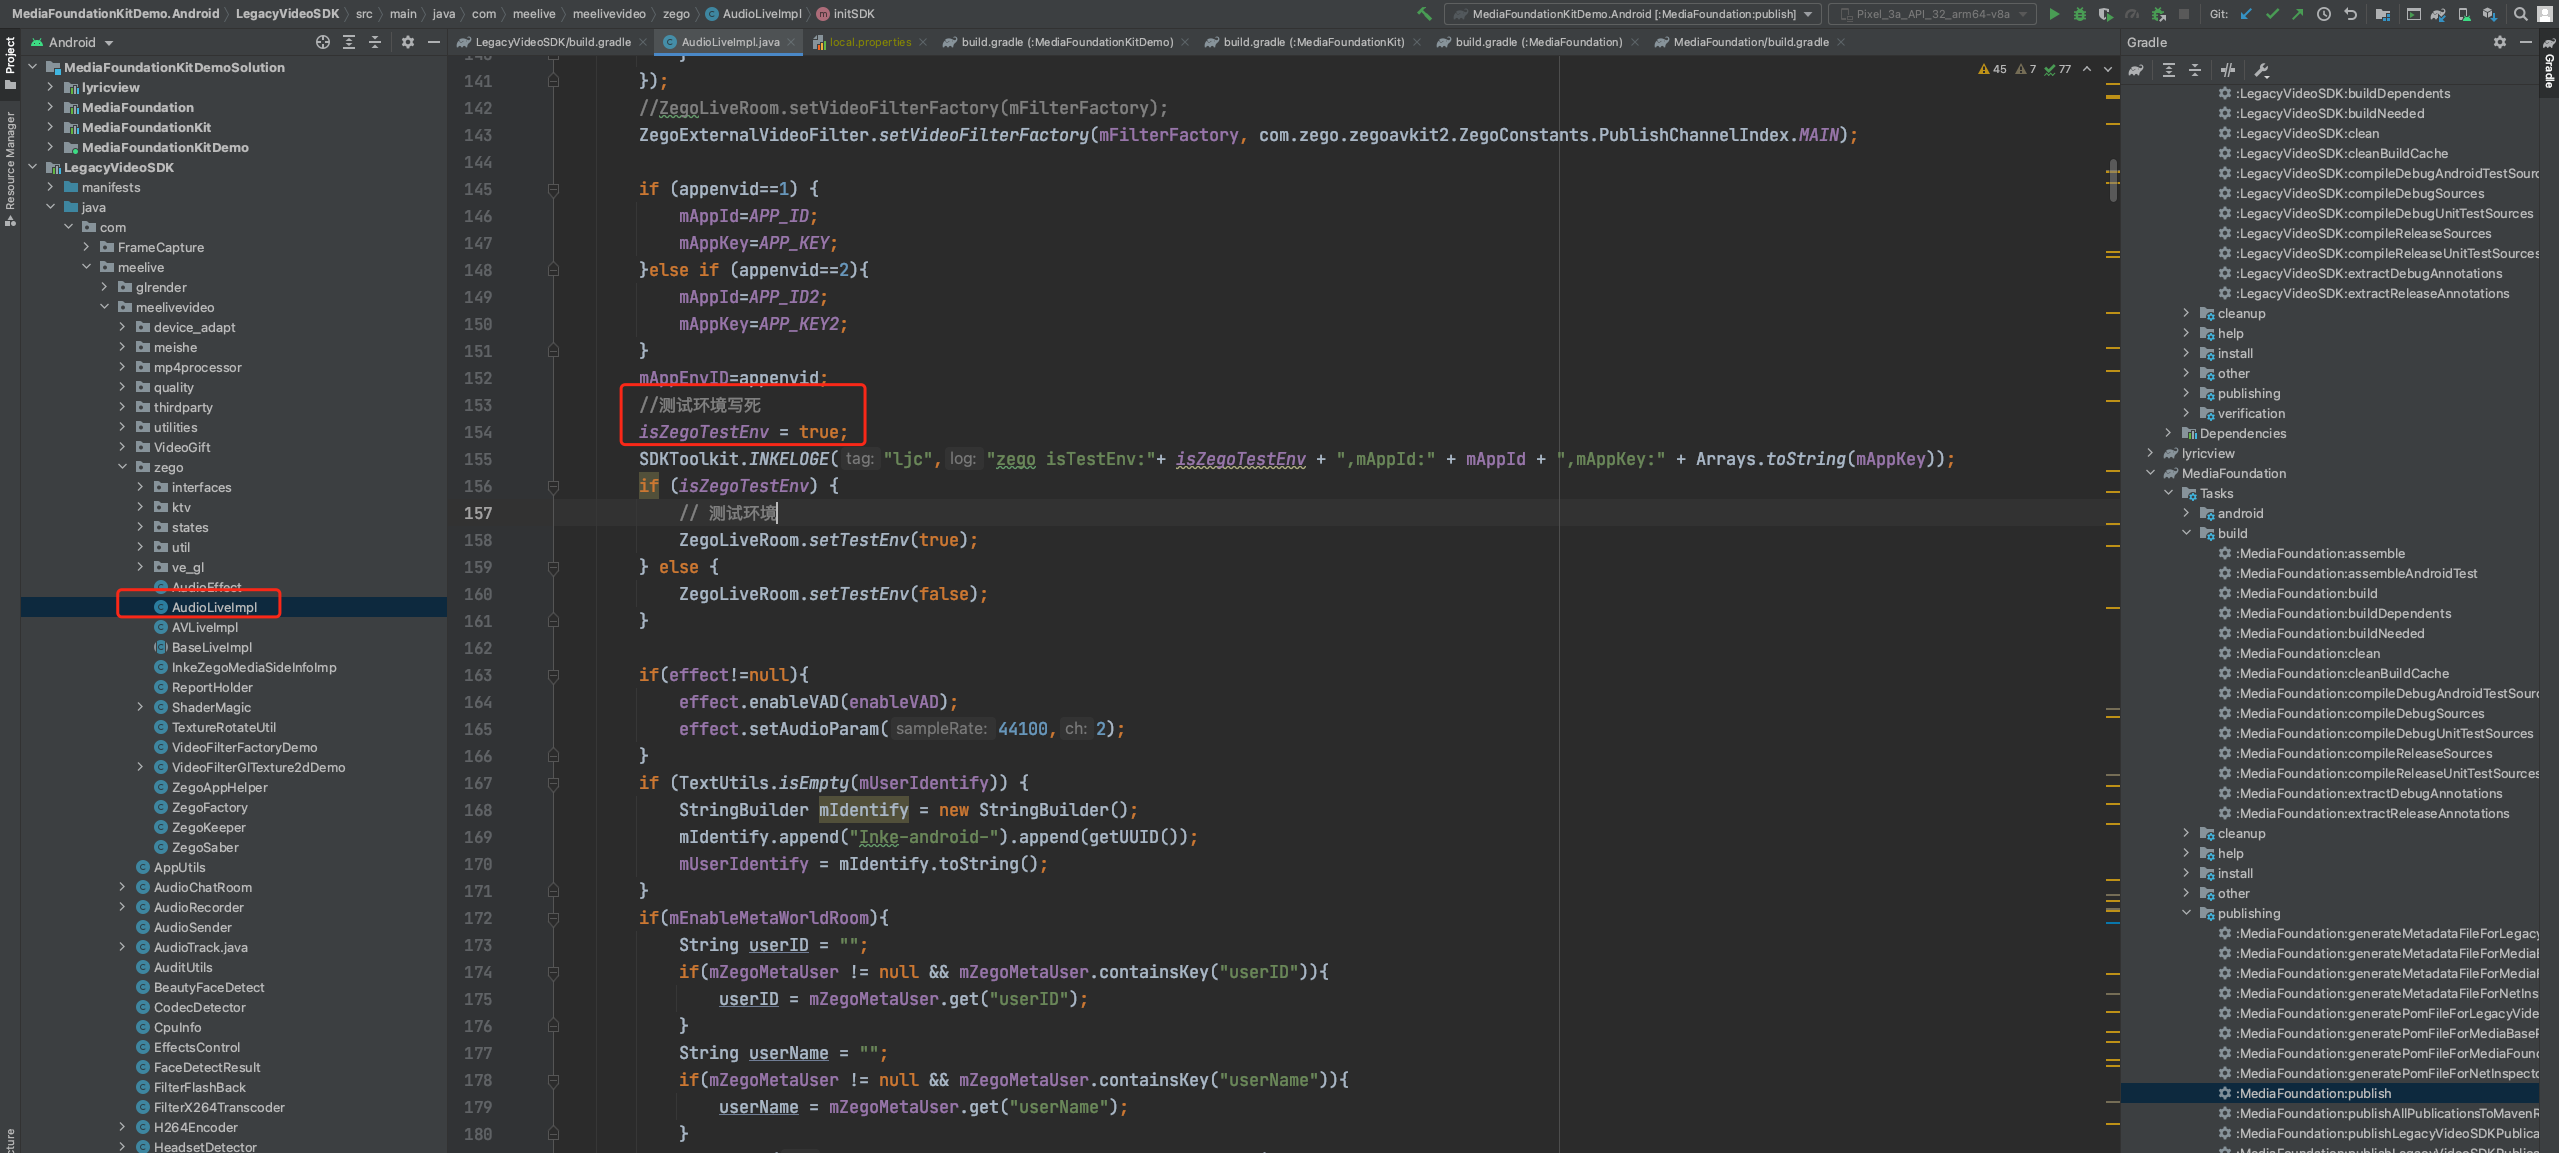 MediaFoundationKitDemo.Android  LegacyVideoSDK  src  main  java  com  meelive  meelivevideo  zego  AudioLiveImpl  initSDK
MediaFoundationKitDemo.Android [:MediaFoundation:publish]  Pixel_3a_API_32_arm64-v8a  Git:
Android
LegacyVideoSDK/build.gradle  AudioLiveImpl.java  local.properties  build.gradle (:MediaFoundationKitDemo)  build.gradle (:MediaFoundationKit)  build.gradle (:MediaFoundation)  MediaFoundation/build.gradle
Project
Resource Manager
MediaFoundationKitDemoSolution
lyricview
MediaFoundation
MediaFoundationKit
MediaFoundationKitDemo
LegacyVideoSDK
manifests
java
com
FrameCapture
meelive
glrender
meelivevideo
device_adapt
meishe
mp4processor
quality
thirdparty
utilities
VideoGift
zego
interfaces
ktv
states
util
ve_gl
AudioEffect
AudioLiveImpl
AVLiveImpl
BaseLiveImpl
InkeZegoMediaSideInfoImp
ReportHolder
ShaderMagic
TextureRotateUtil
VideoFilterFactoryDemo
VideoFilterGlTexture2dDemo
ZegoAppHelper
ZegoFactory
ZegoKeeper
ZegoSaber
AppUtils
AudioChatRoom
AudioRecorder
AudioSender
AudioTrack.java
AuditUtils
BeautyFaceDetect
CodecDetector
CpuInfo
EffectsControl
FaceDetectResult
FilterFlashBack
FilterX264Transcoder
H264Encoder
HeadsetDetector
45  7  77
141 });
142 //ZegoLiveRoom.setVideoFilterFactory(mFilterFactory);
143 ZegoExternalVideoFilter.setVideoFilterFactory(mFilterFactory, com.zego.zegoavkit2.ZegoConstants.PublishChannelIndex.MAIN);
144
145 if (appenvid==1) {
146 mAppId=APP_ID;
147 mAppKey=APP_KEY;
148 }else if (appenvid==2){
149 mAppId=APP_ID2;
150 mAppKey=APP_KEY2;
151 }
152 mAppEnvID=appenvid;
153 //测试环境写死
154 isZegoTestEnv = true;
155 SDKToolkit.INKELOGE( tag: "ljc", log: "zego isTestEnv:"+ isZegoTestEnv + ",mAppId:" + mAppId + ",mAppKey:" + Arrays.toString(mAppKey));
156 if (isZegoTestEnv) {
157 // 测试环境
158 ZegoLiveRoom.setTestEnv(true);
159 } else {
160 ZegoLiveRoom.setTestEnv(false);
161 }
162
163 if(effect!=null){
164 effect.enableVAD(enableVAD);
165 effect.setAudioParam( sampleRate: 44100, ch: 2);
166 }
167 if (TextUtils.isEmpty(mUserIdentify)) {
168 StringBuilder mIdentify = new StringBuilder();
169 mIdentify.append("Inke-android-").append(getUUID());
170 mUserIdentify = mIdentify.toString();
171 }
172 if(mEnableMetaWorldRoom){
173 String userID = "";
174 if(mZegoMetaUser != null && mZegoMetaUser.containsKey("userID")){
175 userID = mZegoMetaUser.get("userID");
176 }
177 String userName = "";
178 if(mZegoMetaUser != null && mZegoMetaUser.containsKey("userName")){
179 userName = mZegoMetaUser.get("userName");
180 }
Gradle
Gradle
:LegacyVideoSDK:buildDependents
:LegacyVideoSDK:buildNeeded
:LegacyVideoSDK:clean
:LegacyVideoSDK:cleanBuildCache
:LegacyVideoSDK:compileDebugAndroidTestSourc
:LegacyVideoSDK:compileDebugSources
:LegacyVideoSDK:compileDebugUnitTestSources
:LegacyVideoSDK:compileReleaseSources
:LegacyVideoSDK:compileReleaseUnitTestSources
:LegacyVideoSDK:extractDebugAnnotations
:LegacyVideoSDK:extractReleaseAnnotations
cleanup
help
install
other
publishing
verification
Dependencies
lyricview
MediaFoundation
Tasks
android
build
:MediaFoundation:assemble
:MediaFoundation:assembleAndroidTest
:MediaFoundation:build
:MediaFoundation:buildDependents
:MediaFoundation:buildNeeded
:MediaFoundation:clean
:MediaFoundation:cleanBuildCache
:MediaFoundation:compileDebugAndroidTestSourc
:MediaFoundation:compileDebugSources
:MediaFoundation:compileDebugUnitTestSources
:MediaFoundation:compileReleaseSources
:MediaFoundation:compileReleaseUnitTestSources
:MediaFoundation:extractDebugAnnotations
:MediaFoundation:extractReleaseAnnotations
cleanup
help
install
other
publishing
:MediaFoundation:generateMetadataFileForLegacy
:MediaFoundation:generateMetadataFileForMedia
:MediaFoundation:generateMetadataFileForMedia
:MediaFoundation:generateMetadataFileForNetIns
:MediaFoundation:generatePomFileForLegacyVide
:MediaFoundation:generatePomFileForMediaBase
:MediaFoundation:generatePomFileForMediaFound
:MediaFoundation:generatePomFileForNetInspecto
:MediaFoundation:publish
:MediaFoundation:publishAllPublicationsToMavenR
:MediaFoundation:publishLegacyVideoSDKPublica